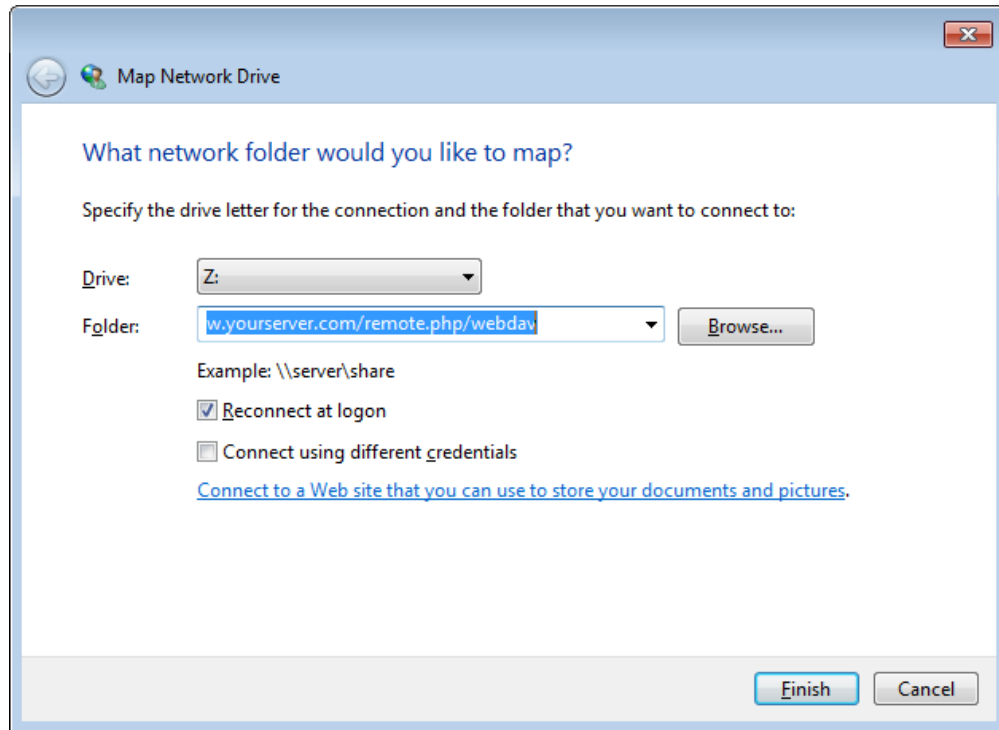 Map Network Drive
What network folder would you like to map?
Specify the drive letter for the connection and the folder that you want to connect to:
Drive: Z:
Folder: w.yourserver.com/remote.php/webdav Browse...
Example: \\server\share
Reconnect at logon
Connect using different credentials
Connect to a Web site that you can use to store your documents and pictures.
Finish Cancel